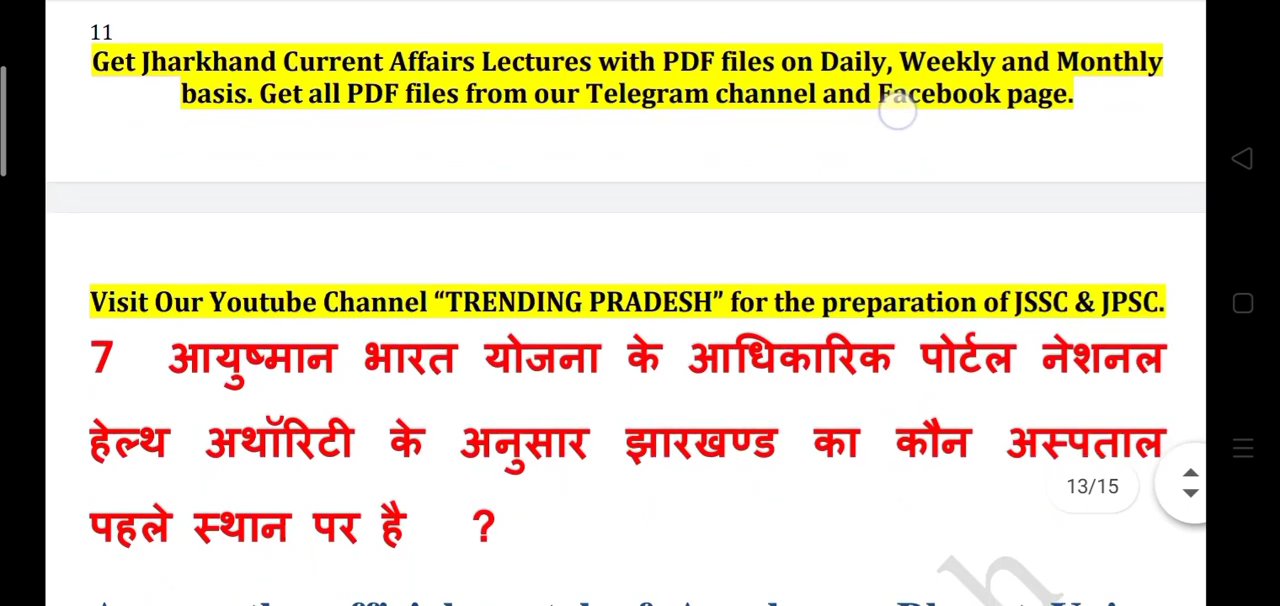 11
Get Jharkhand Current Affairs Lectures with PDF files on Daily, Weekly and Monthly
basis. Get all PDF files from our Telegram channel and Facebook page.
Visit Our Youtube Channel “TRENDING PRADESH” for the preparation of JSSC & JPSC.
7 आयुष्मान भारत योजना के आधिकारिक पोर्टल नेशनल
हेल्थ अथॉरिटी के अनुसार झारखण्ड का कौन अस्पताल
13/15
पहले स्थान पर है ?
h